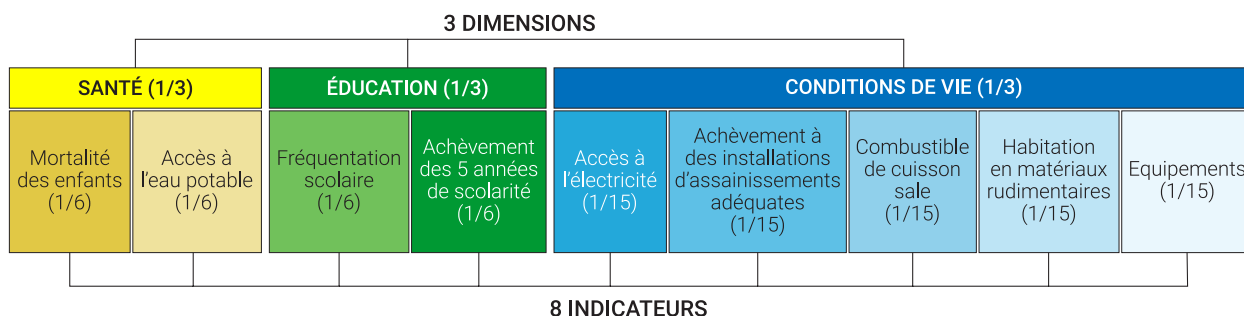 3 DIMENSIONS
SANTÉ (1/3)
ÉDUCATION (1/3)
CONDITIONS DE VIE (1/3)
Mortalité
des enfants
(1/6)
Accès à
l'eau potable
(1/6)
Fréquentation
scolaire
(1/6)
Achèvement
des 5 années
de scolarité
(1/6)
Accès à
l'électricité
(1/15)
Achèvement à
des installations
d'assainissements
adéquates
(1/15)
Combustible
de cuisson
sale
(1/15)
Habitation
en matériaux
rudimentaires
(1/15)
Equipements
(1/15)
8 INDICATEURS